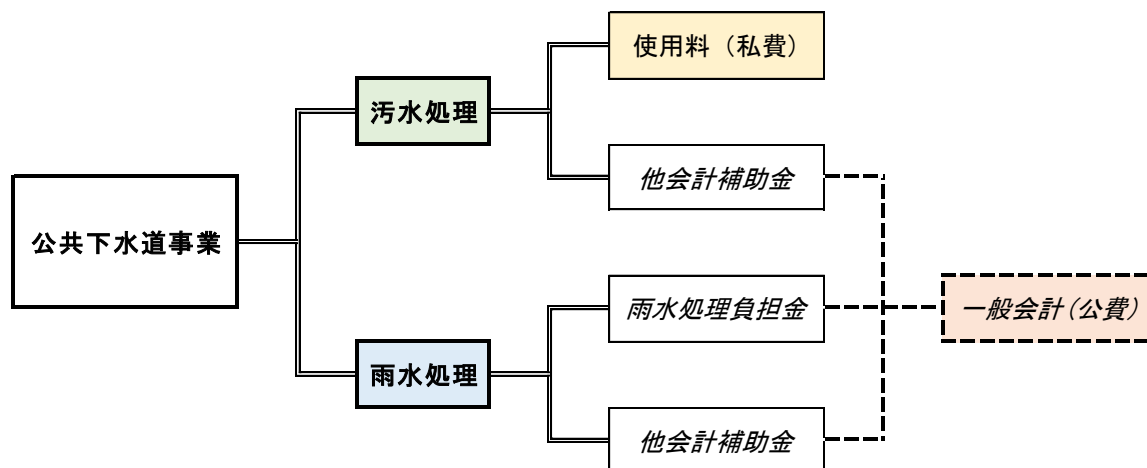 使用料（私費）
汚水処理
他会計補助金
公共下水道事業
雨水処理負担金
一般会計（公費）
雨水処理
他会計補助金